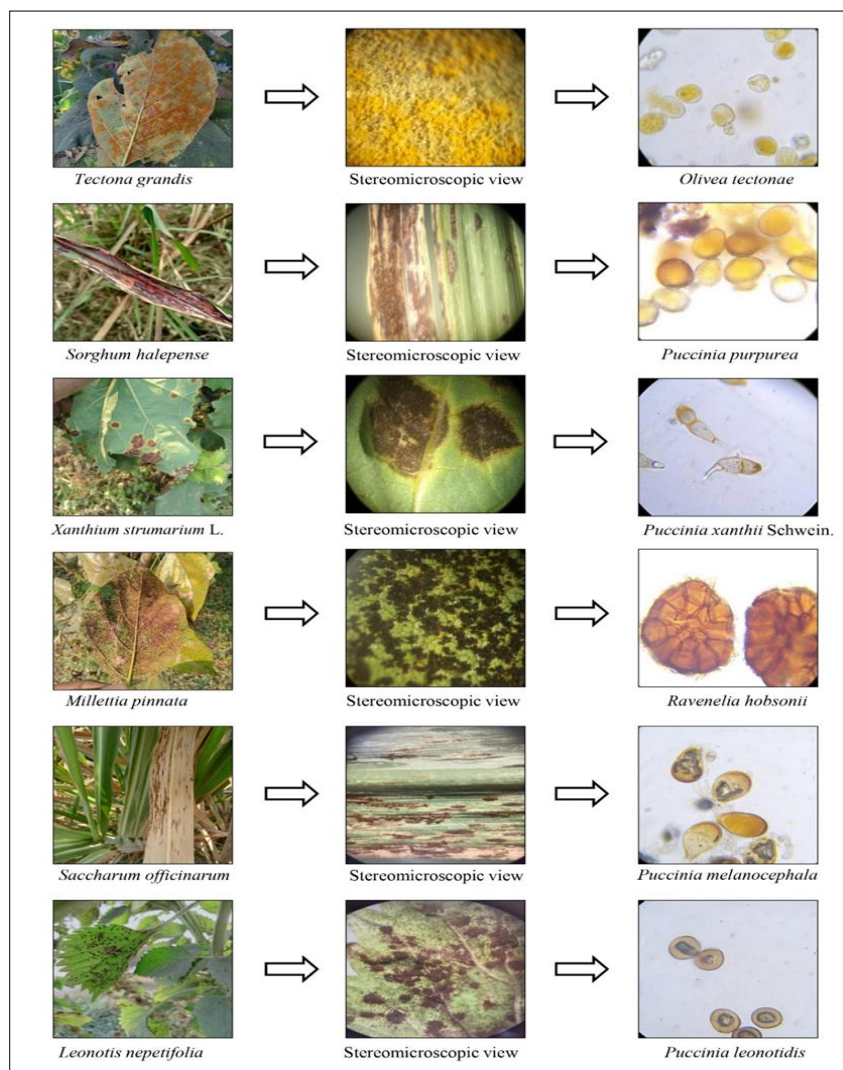 Tectona grandis Stereomicroscopic view Olivea tectonae
Sorghum halepense Stereomicroscopic view Puccinia purpurea
Xanthium strumarium L. Stereomicroscopic view Puccinia xanthii Schwein.
Millettia pinnata Stereomicroscopic view Ravenelia hobsonii
Saccharum officinarum Stereomicroscopic view Puccinia melanocephala
Leonotis nepetifolia Stereomicroscopic view Puccinia leonotidis